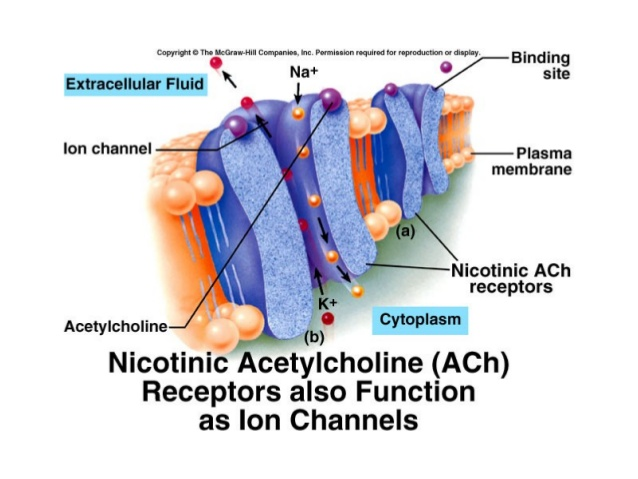 Copyright © The McGraw-Hill Companies, Inc. Permission required for reproduction or display.
Binding
site
Extracellular Fluid
Na+
Ion channel
Plasma
membrane
(a)
Nicotinic ACh
receptors
K+
Cytoplasm
Acetylcholine
(b)
Nicotinic Acetylcholine (ACh)
Receptors also Function
as Ion Channels